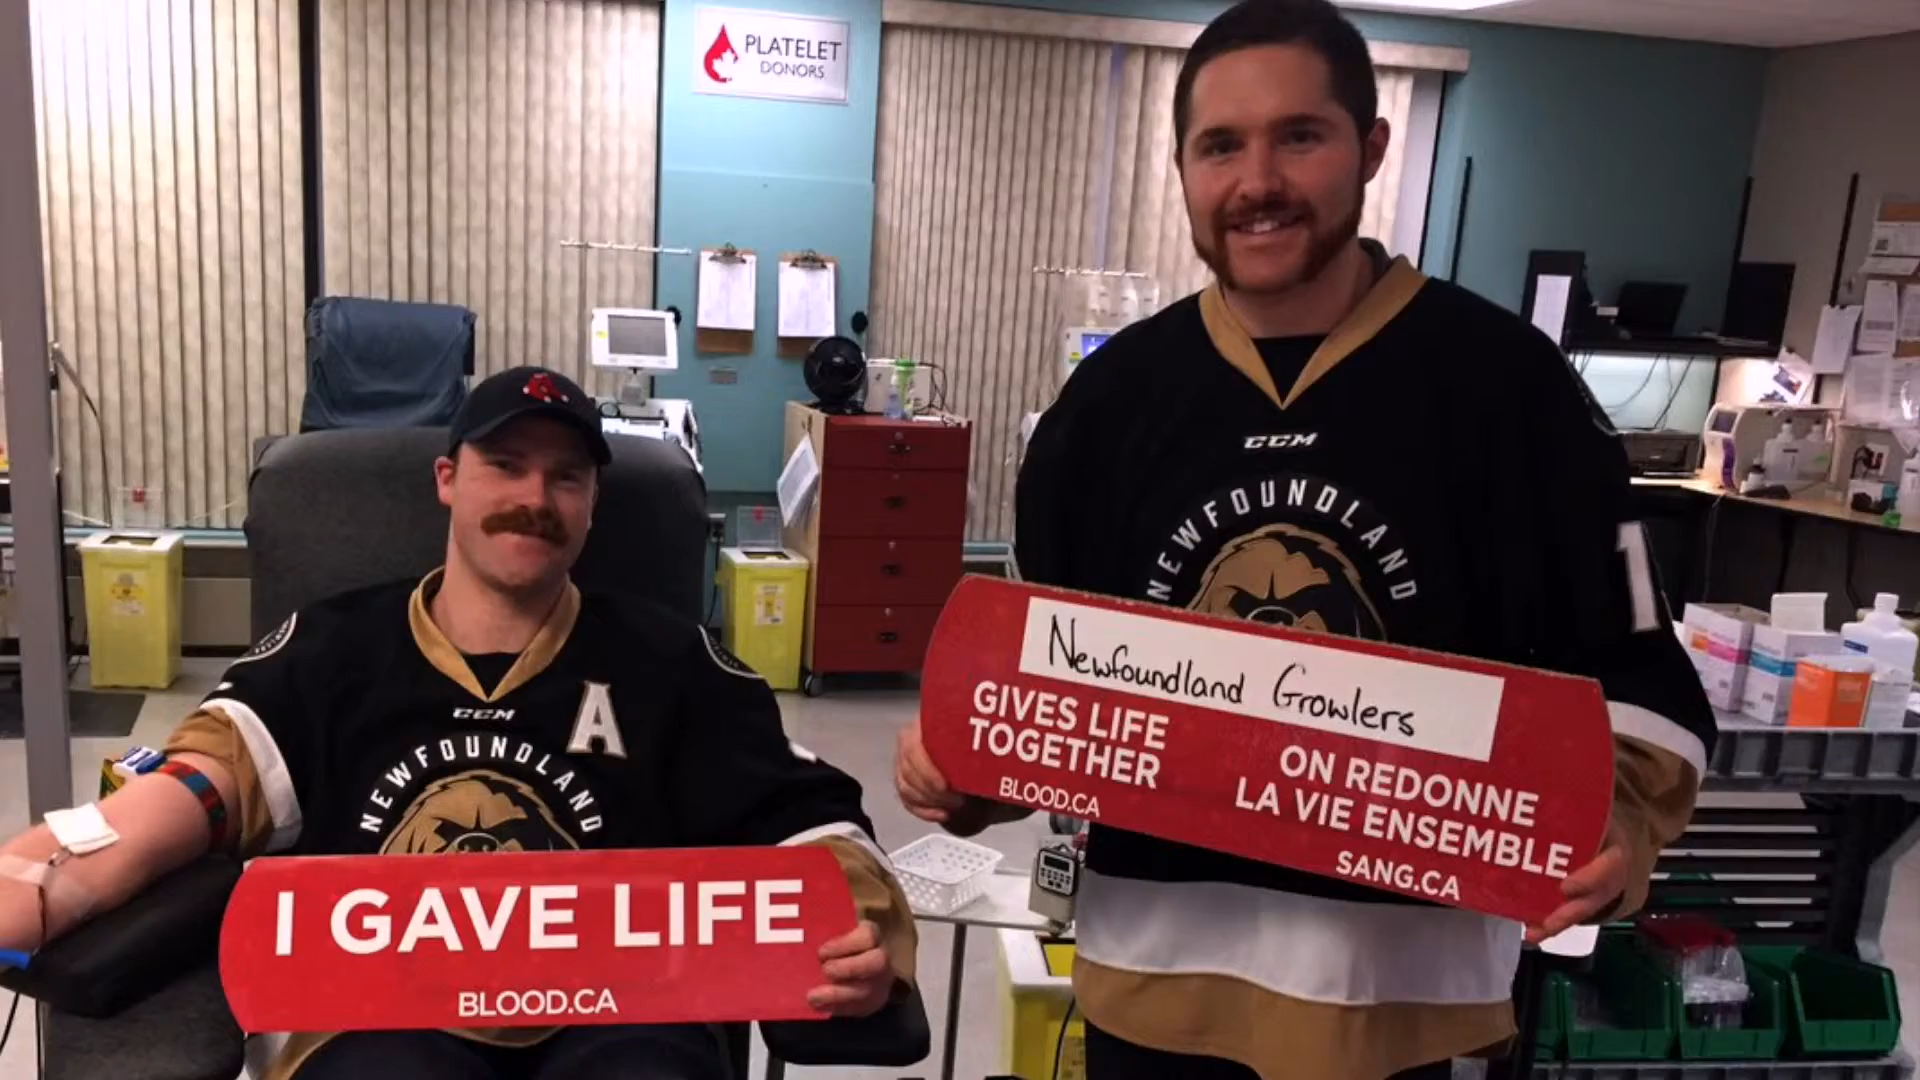 PLATELET
DONORS
CCM
NEWFOUNDLAND
1
CCM
A
NEWFOUNDLAND
Newfoundland Growlers
GIVES LIFE
TOGETHER
BLOOD.CA
ON REDONNE
LA VIE ENSEMBLE
SANG.CA
I GAVE LIFE
BLOOD.CA